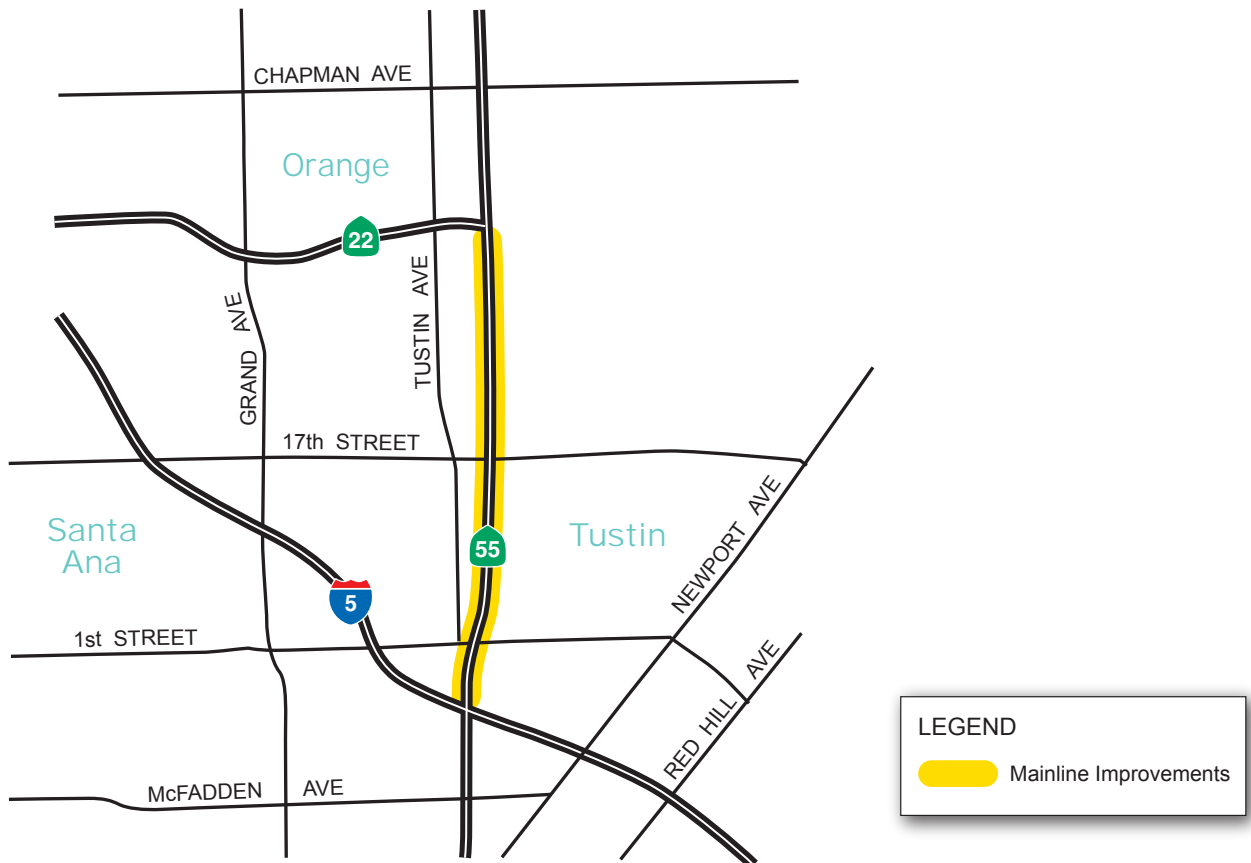 CHAPMAN AVE
Orange
22
TUSTIN AVE
GRAND AVE
17th STREET
Santa
Ana
Tustin
55
NEWPORT AVE
5
1st STREET
RED HILL AVE
McFADDEN AVE
LEGEND
Mainline Improvements